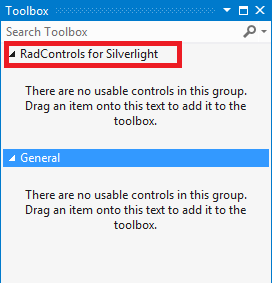 Toolbox
Search Toolbox
RadControls for Silverlight
There are no usable controls in this group.
Drag an item onto this text to add it to the
toolbox.
General
There are no usable controls in this group.
Drag an item onto this text to add it to the
toolbox.